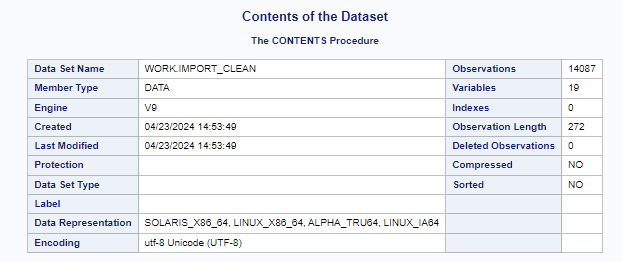 Contents of the Dataset
The CONTENTS Procedure
Data Set Name WORK.IMPORT_CLEAN Observations 14087
Member Type DATA Variables 19
Engine V9 Indexes 0
Created 04/23/2024 14:53:49 Observation Length 272
Last Modified 04/23/2024 14:53:49 Deleted Observations 0
Protection Compressed NO
Data Set Type Sorted NO
Label
Data Representation SOLARIS_X86_64, LINUX_X86_64, ALPHA_TRU64, LINUX_IA64
Encoding utf-8 Unicode (UTF-8)